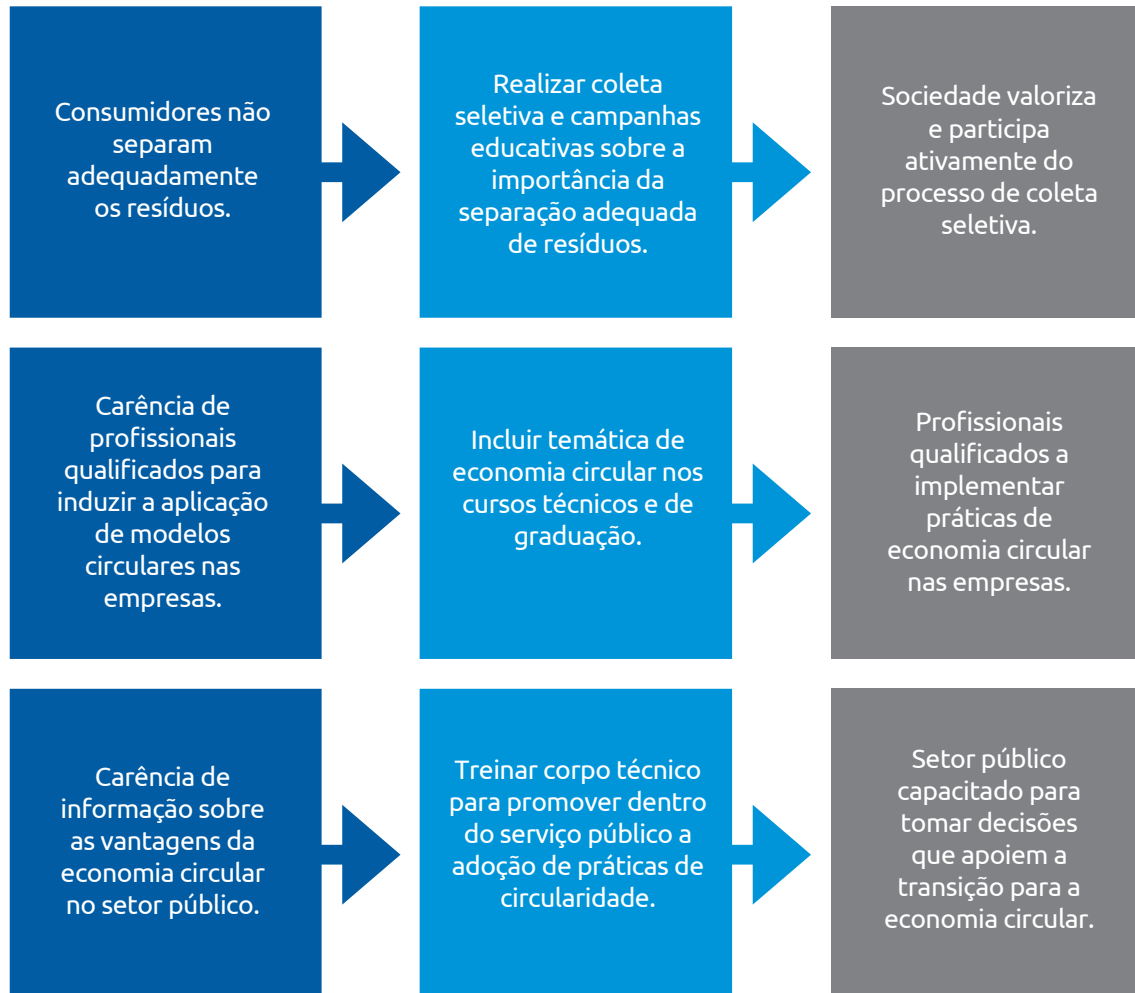 Consumidores não
separam
adequadamente
os resíduos.
Realizar coleta
seletiva e campanhas
educativas sobre a
importância da
separação adequada
de resíduos.
Sociedade valoriza
e participa
ativamente do
processo de coleta
seletiva.
Carência de
profissionais
qualificados para
induzir a aplicação
de modelos
circulares nas
empresas.
Incluir temática de
economia circular nos
cursos técnicos e de
graduação.
Profissionais
qualificados a
implementar
práticas de
economia circular
nas empresas.
Carência de
informação sobre
as vantagens da
economia circular
no setor público.
Treinar corpo técnico
para promover dentro
do serviço público a
adoção de práticas de
circularidade.
Setor público
capacitado para
tomar decisões
que apoiem a
transição para a
economia circular.